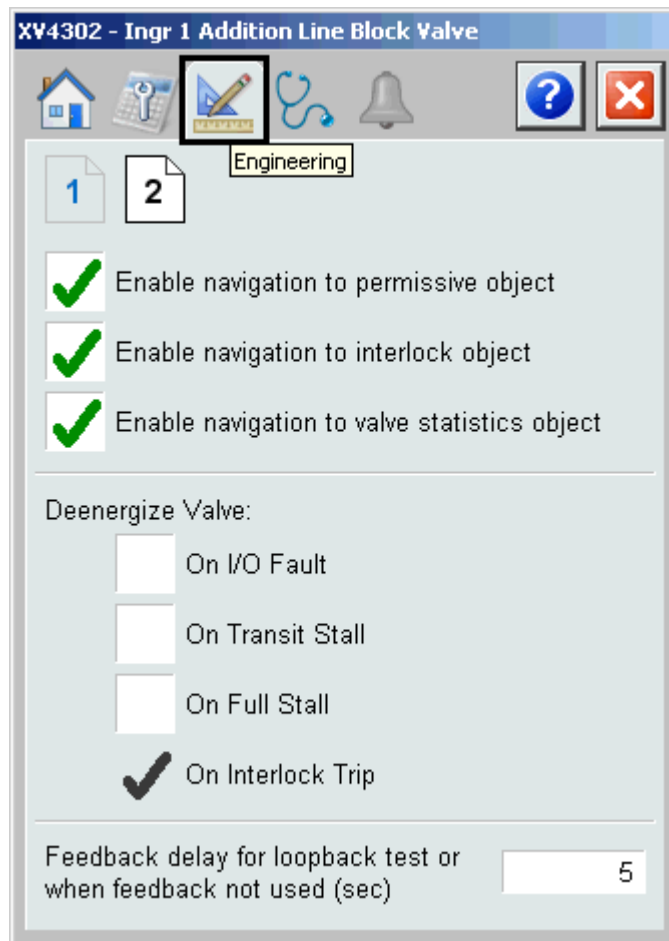 XV4302 - Ingr 1 Addition Line Block Valve
?
Engineering
1 2
Enable navigation to permissive object
Enable navigation to interlock object
Enable navigation to valve statistics object
Deenergize Valve:
On I/O Fault
On Transit Stall
On Full Stall
On Interlock Trip
Feedback delay for loopback test or
when feedback not used (sec) 5